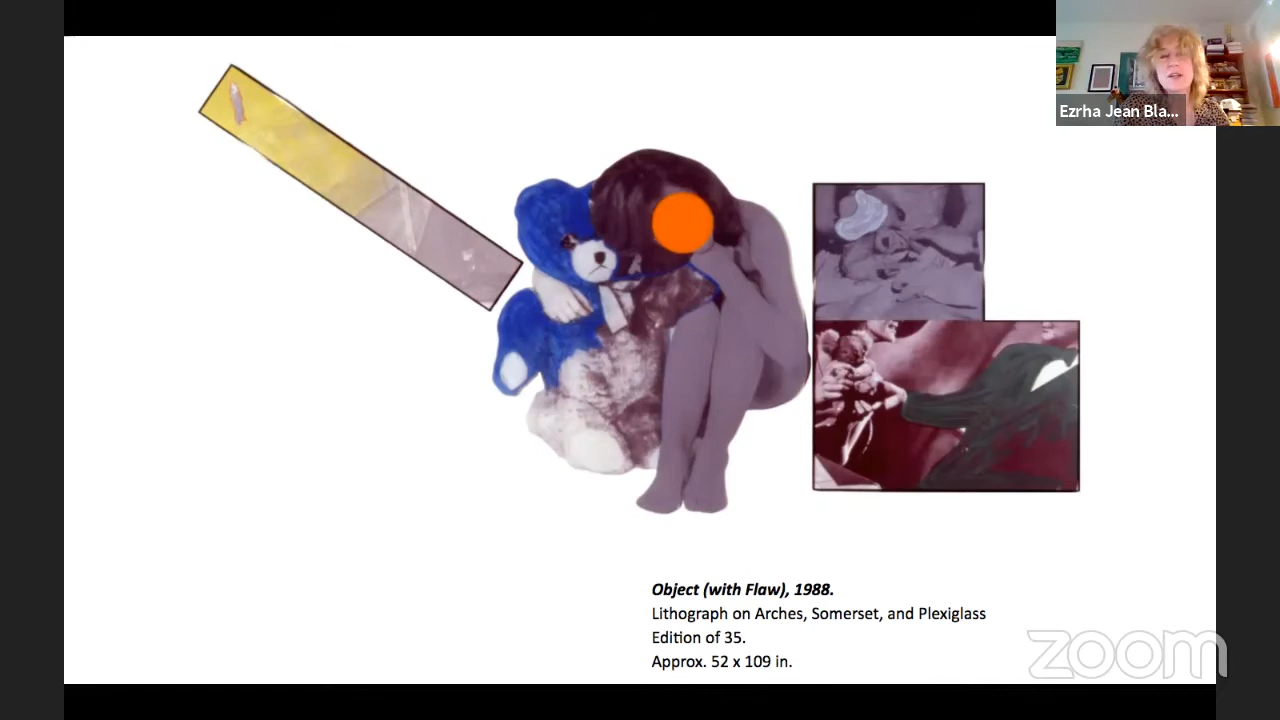 Ezrha Jean Bla...
Object (with Flaw), 1988.
Lithograph on Arches, Somerset, and Plexiglass
Edition of 35.
Approx. 52 x 109 in.
zoom